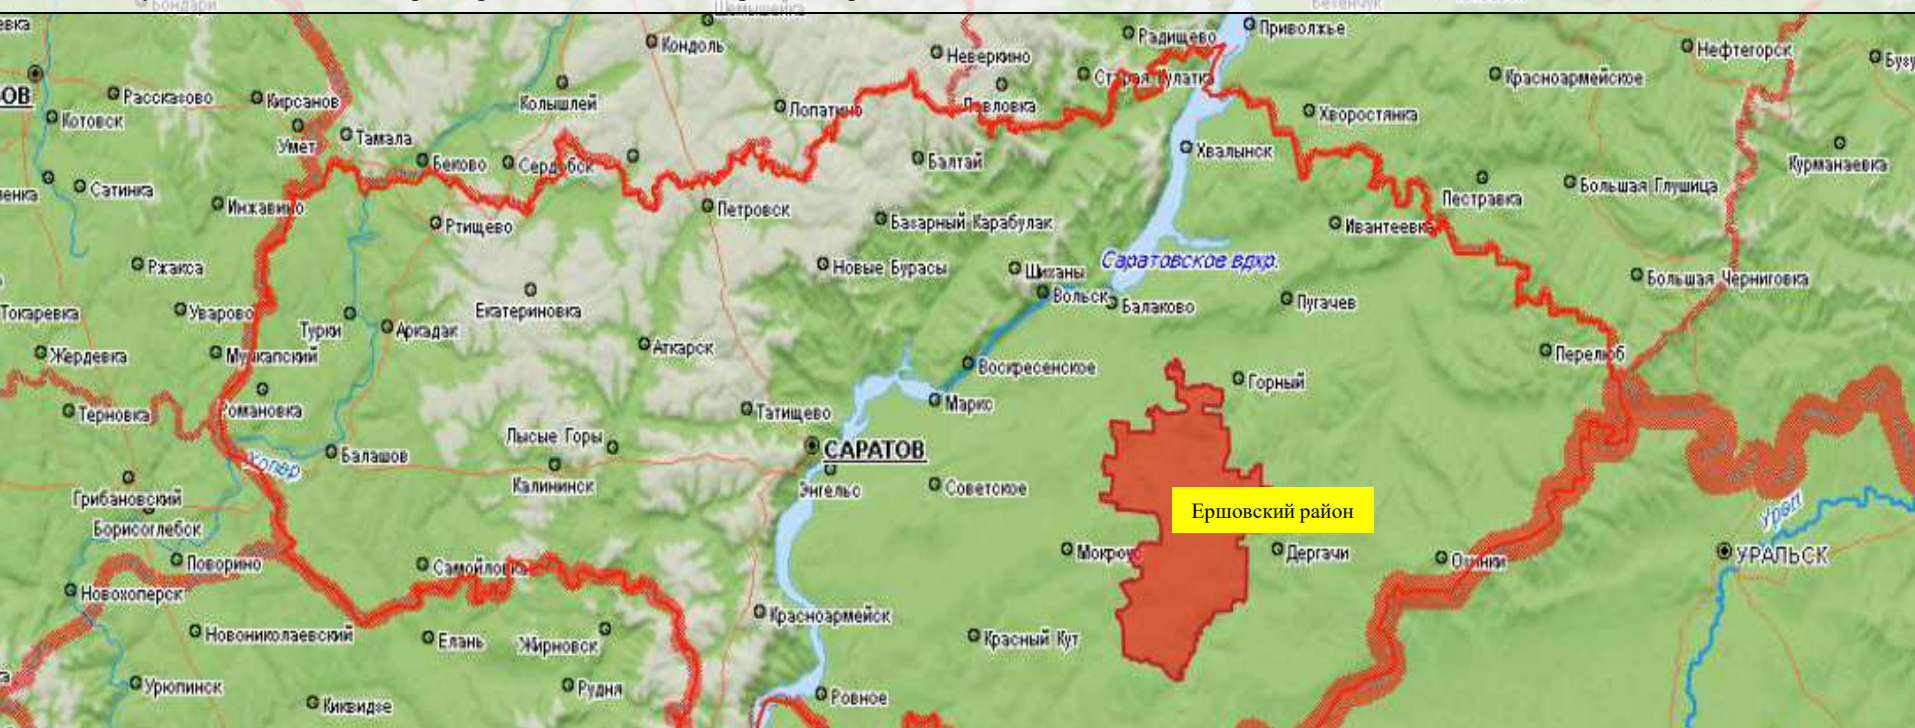 Бондари
Шемышейка
Безенчук
Приволжье
Радищево
Нефтегорск
Кондоль
Неверкино
Старая Кулатка
Красноармейское
Рассказово
Кирсанов
Колышлей
Лопатино
Павловка
Хворостянка
Котовск
Умет
Тамала
Беково
Сердобск
Балтай
Хвалынск
Курманаевка
Сатинка
Инжавино
Ртищево
Петровск
Базарный Карабулак
Ивантеевка
Пестравка
Большая Глушица
Ржакса
Новые Бурасы
Шиханы
Саратовское вдхр.
Большая Черниговка
Токаревка
Уварово
Турки
Аркадак
Екатериновка
Вольск
Балаково
Пугачев
Жердевка
Мучкапский
Аткарск
Воскресенское
Перелюб
Горный
Терновка
Романовка
Татищево
Маркс
Лысые Горы
САРАТОВ
Хопер
Балашов
Калининск
Энгельс
Советское
Грибановский
Борисоглебск
Ершовский район
Урал
Поворино
Самойловка
Мокроус
Дергачи
Озинки
УРАЛЬСК
Новохоперск
Красноармейск
Новониколаевский
Елань
Жирновск
Красный Кут
Урюпинск
Киквидзе
Рудня
Ровное